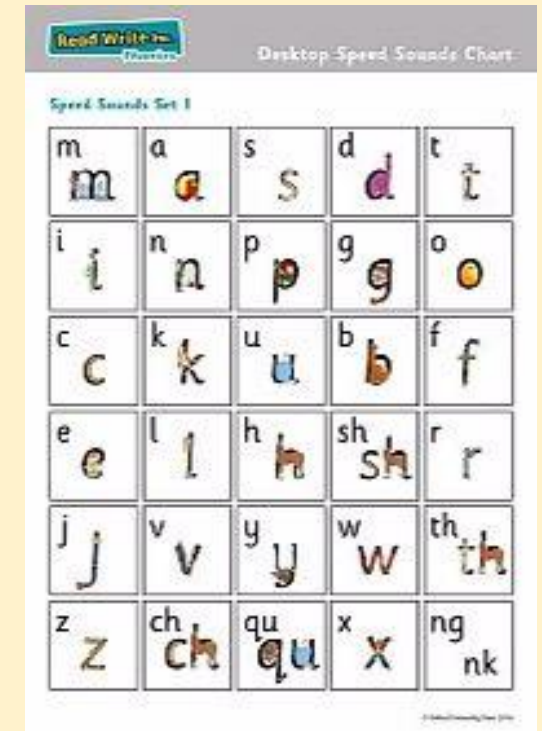 Read Write Inc.
Phonics
Desktop Speed Sounds Chart
Speed Sounds Set 1
m a s d t
m a s d t
i n p g o
i n p g o
c k u b f
c k u b f
e l h sh r
e l h sh r
j v y w th
j v y w th
z ch qu x ng
z ch qu x nk